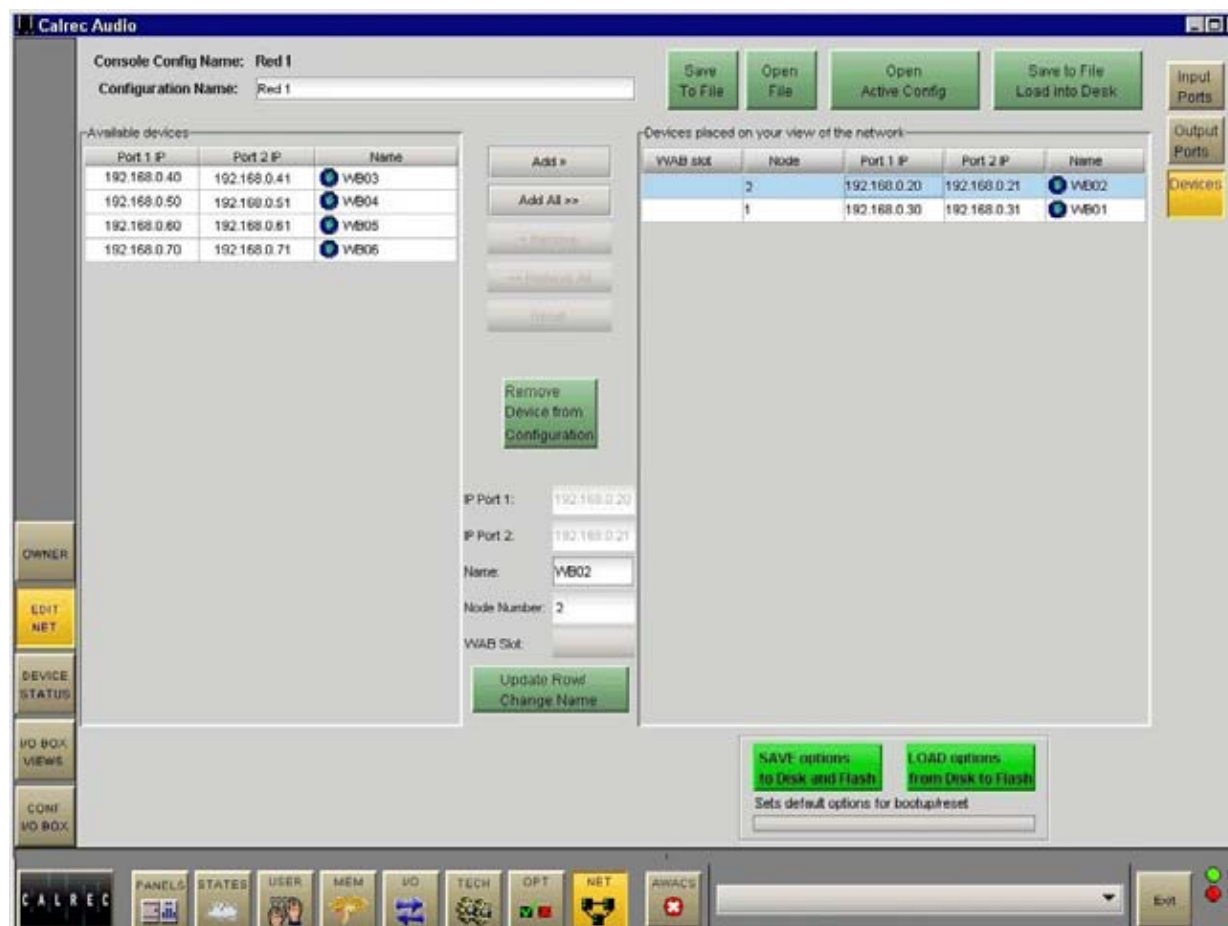 Calrec Audio
Console Config Name: Red 1
Configuration Name: Red 1
Save To File
Open File
Open Active Config
Save to File Load into Desk
Input Ports
Output Ports
Devices
Available devices
Port 1 IP Port 2 IP Name
192.168.0.40 192.168.0.41 WB03
192.168.0.50 192.168.0.51 WB04
192.168.0.60 192.168.0.61 WB05
192.168.0.70 192.168.0.71 WB06
Add »
Add All >>
< Remove
<< Remove All
Remove
Device from
Configuration
IP Port 1: 192.168.0.20
IP Port 2: 192.168.0.21
Name: WB02
Node Number: 2
WAB Slot:
Update Row/
Change Name
Devices placed on your view of the network
WAB slot Node Port 1 IP Port 2 IP Name
2 192.168.0.20 192.168.0.21 WB02
1 192.168.0.30 192.168.0.31 WB01
SAVE options
to Disk and Flash
LOAD options
from Disk to Flash
Sets default options for bootup/reset
OWNER
EDIT NET
DEVICE STATUS
I/O BOX VIEWS
CONF I/O BOX
CALREC
PANELS
STATES
USER
MEM
I/O
TECH
OPT
NET
AWACS
Exit